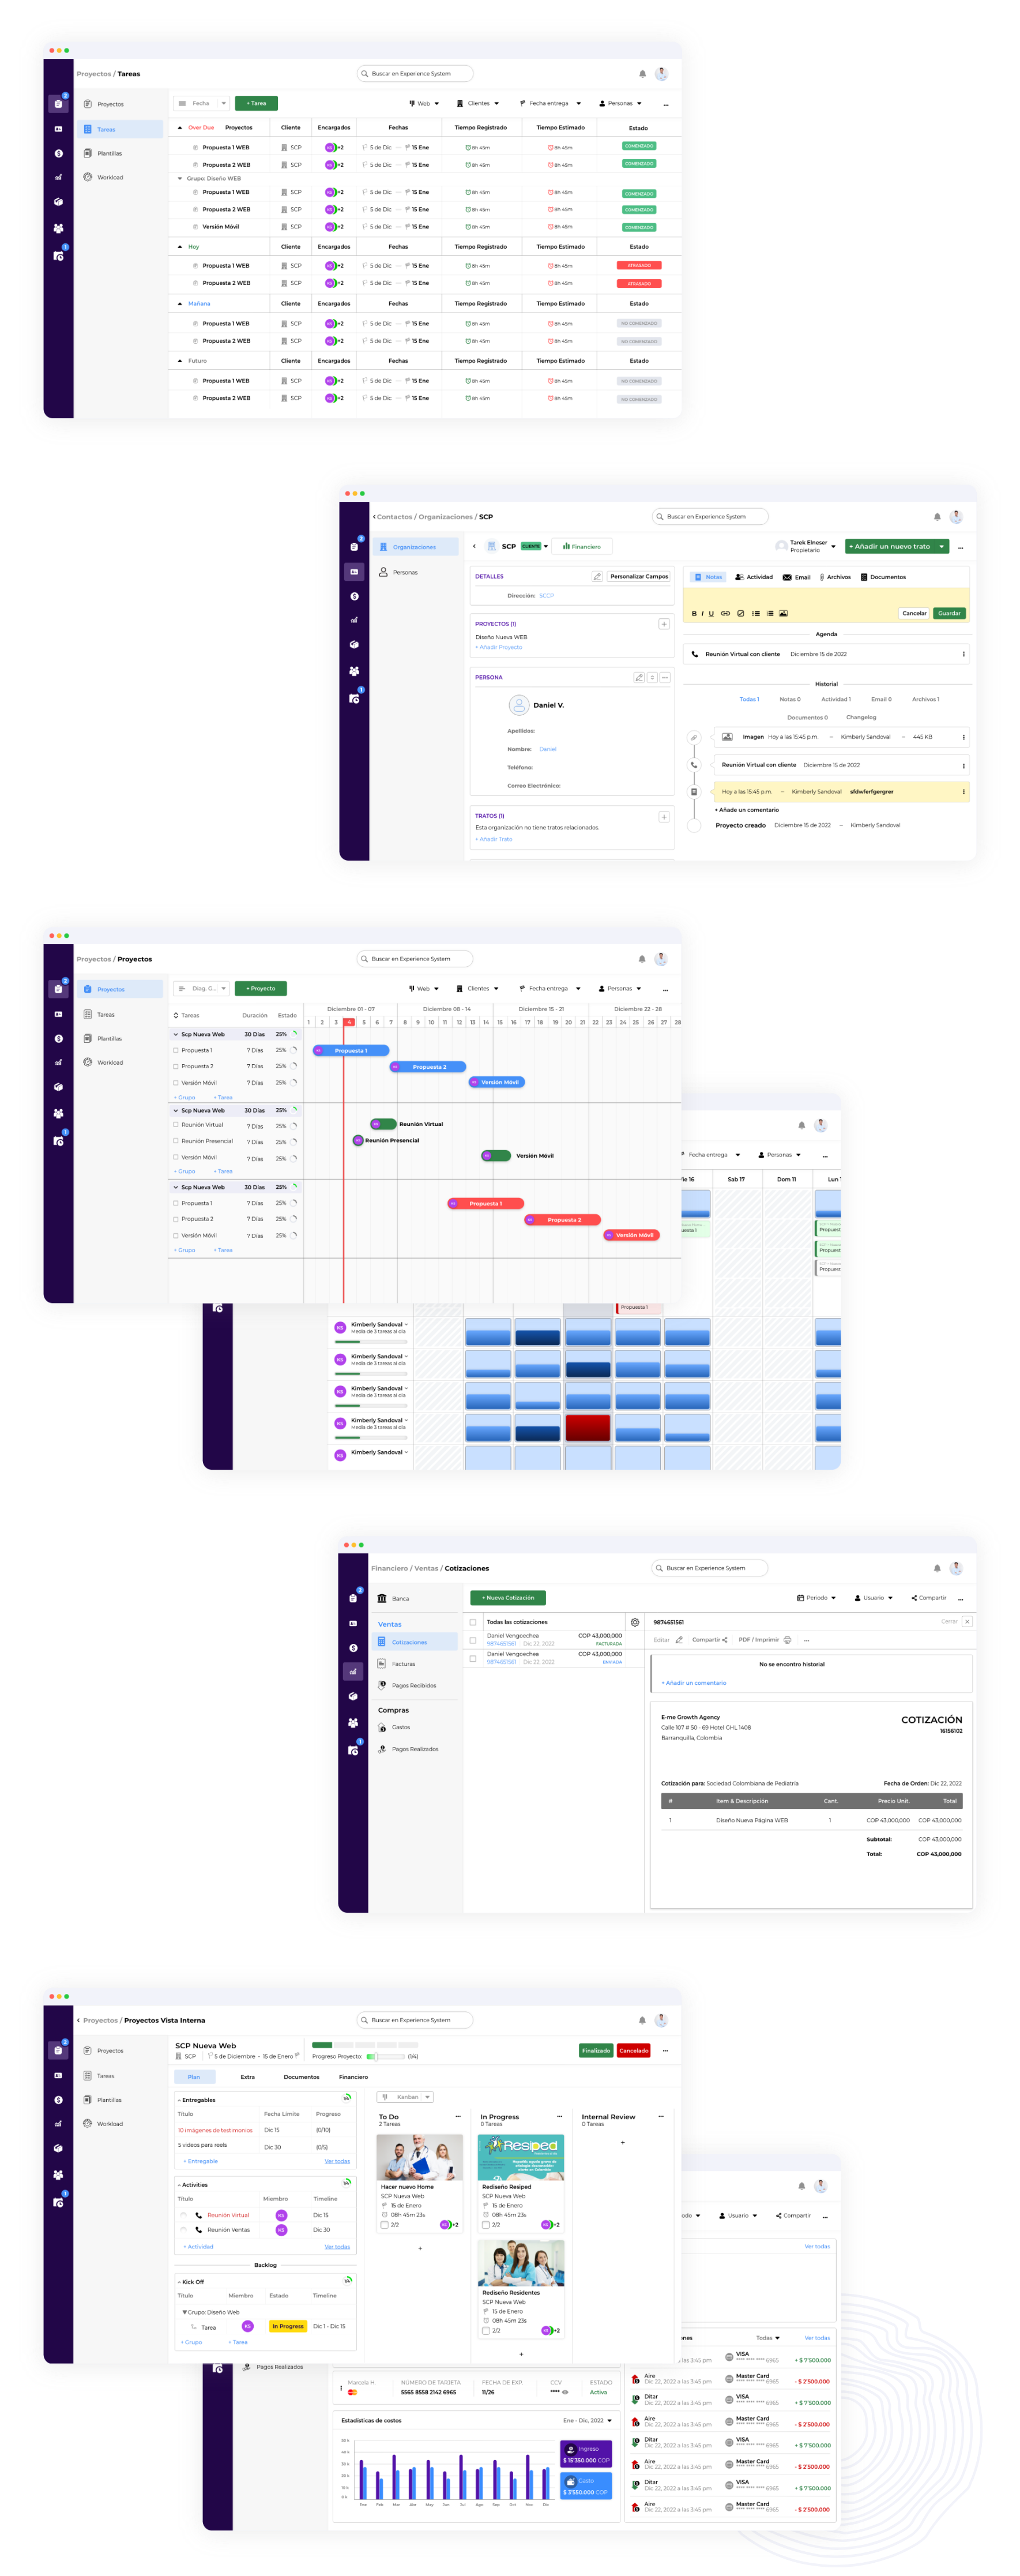 Proyectos / Tareas
Buscar en Experience System
Proyectos
Tareas
Plantillas
Workload
Fecha
+ Tarea
Web Clientes Fecha entrega Personas
Over Due Proyectos Cliente Encargados Fechas Tiempo Registrado Tiempo Estimado Estado
Propuesta 1 WEB SCP +2 5 de Dic — 15 Ene 8h 45m 8h 45m COMENZADO
Propuesta 2 WEB SCP +2 5 de Dic — 15 Ene 8h 45m 8h 45m COMENZADO
Grupo: Diseño WEB
Propuesta 1 WEB SCP +2 5 de Dic — 15 Ene 8h 45m 8h 45m COMENZADO
Propuesta 2 WEB SCP +2 5 de Dic — 15 Ene 8h 45m 8h 45m COMENZADO
Versión Móvil SCP +2 5 de Dic — 15 Ene 8h 45m 8h 45m COMENZADO
Hoy Cliente Encargados Fechas Tiempo Registrado Tiempo Estimado Estado
Propuesta 1 WEB SCP +2 5 de Dic — 15 Ene 8h 45m 8h 45m ATRASADO
Propuesta 2 WEB SCP +2 5 de Dic — 15 Ene 8h 45m 8h 45m ATRASADO
Mañana Cliente Encargados Fechas Tiempo Registrado Tiempo Estimado Estado
Propuesta 1 WEB SCP +2 5 de Dic — 15 Ene 8h 45m 8h 45m NO COMENZADO
Propuesta 2 WEB SCP +2 5 de Dic — 15 Ene 8h 45m 8h 45m NO COMENZADO
Futuro Cliente Encargados Fechas Tiempo Registrado Tiempo Estimado Estado
Propuesta 1 WEB SCP +2 5 de Dic — 15 Ene 8h 45m 8h 45m NO COMENZADO
Propuesta 2 WEB SCP +2 5 de Dic — 15 Ene 8h 45m 8h 45m NO COMENZADO
Contactos / Organizaciones / SCP
Buscar en Experience System
Organizaciones
Personas
SCP CLIENTE Financiero
Tarek Elneser
Propietario
+ Añadir un nuevo trato
DETALLES Personalizar Campos
Dirección: SCCP
PROYECTOS (1)
Diseño Nueva WEB
+ Añadir Proyecto
PERSONA
Daniel V.
Apellidos:
Nombre: Daniel
Teléfono:
Correo Electrónico:
TRATOS (1)
Esta organización no tiene tratos relacionados.
+ Añadir Trato
Notas Actividad Email Archivos Documentos
B I U Cancelar Guardar
Agenda
Reunión Virtual con cliente Diciembre 15 de 2022
Historial
Todas 1 Notas 0 Actividad 1 Email 0 Archivos 1
Documentos 0 Changelog
Imagen Hoy a las 15:45 p.m. – Kimberly Sandoval – 445 KB
Reunión Virtual con cliente Diciembre 15 de 2022
Hoy a las 15:45 p.m. – Kimberly Sandoval sfdwferfgergrer
+ Añade un comentario
Proyecto creado Diciembre 15 de 2022 – Kimberly Sandoval
Proyectos / Proyectos
Buscar en Experience System
Proyectos
Tareas
Plantillas
Workload
Diag. G...
+ Proyecto
Web Clientes Fecha entrega Personas
Diciembre 01 - 07 Diciembre 08 - 14 Diciembre 15 - 21 Diciembre 22 - 28
Tareas Duración Estado 1 2 3 4 5 6 7 8 9 10 11 12 13 14 15 16 17 18 19 20 21 22 23 24 25 26 27 28
Scp Nueva Web 30 Días 25%
Propuesta 1 7 Días 25% Propuesta 1
Propuesta 2 7 Días 25% Propuesta 2
Versión Móvil 7 Días 25% Versión Móvil
+ Grupo + Tarea
Scp Nueva Web 30 Días 25%
Reunión Virtual 7 Días 25% Reunión Virtual
Reunión Presencial 7 Días 25% Reunión Presencial
Versión Móvil 7 Días 25% Versión Móvil
+ Grupo + Tarea
Scp Nueva Web 30 Días 25%
Propuesta 1 7 Días 25% Propuesta 1
Propuesta 2 7 Días 25% Propuesta 2
Versión Móvil 7 Días 25% Versión Móvil
+ Grupo + Tarea
Fecha entrega Personas
ie 16 Sab 17 Dom 11 Lun
uesta 1
Propuest
Propuest
Propuest
Propuesta 1
KS Kimberly Sandoval
Media de 3 tareas al día
KS Kimberly Sandoval
Media de 3 tareas al día
KS Kimberly Sandoval
Media de 3 tareas al día
KS Kimberly Sandoval
Media de 3 tareas al día
KS Kimberly Sandoval
Financiero / Ventas / Cotizaciones
Buscar en Experience System
Banca
Ventas
Cotizaciones
Facturas
Pagos Recibidos
Compras
Gastos
Pagos Realizados
+ Nueva Cotización
Periodo Usuario Compartir
Todas las cotizaciones
Daniel Vengoechea COP 43,000,000
9874651561 Dic 22, 2022 FACTURADA
Daniel Vengoechea COP 43,000,000
9874651561 Dic 22, 2022 ENVIADA
9874651561 Cerrar
Editar Compartir PDF / Imprimir
No se encontro historial
+ Añadir un comentario
E-me Growth Agency
Calle 107 # 50 - 69 Hotel GHL 1408
Barranquilla, Colombia
COTIZACIÓN
16156102
Cotización para: Sociedad Colombiana de Pediatría Fecha de Orden: Dic 22, 2022
# Item & Descripción Cant. Precio Unit. Total
1 Diseño Nueva Página WEB 1 COP 43,000,000 COP 43,000,000
Subtotal: COP 43,000,000
Total: COP 43,000,000
Proyectos / Proyectos Vista Interna
Buscar en Experience System
Proyectos
Tareas
Plantillas
Workload
SCP Nueva Web
SCP 5 de Diciembre - 15 de Enero
Progreso Proyecto: (1/4)
Finalizado Cancelado
Plan Extra Documentos Financiero
Entregables
Título Fecha Límite Progreso
10 imágenes de testimonios Dic 15 (0/10)
5 videos para reels Dic 30 (0/5)
+ Entregable Ver todas
Activities
Título Miembro Timeline
Reunión Virtual KS Dic 15
Reunión Ventas KS Dic 30
+ Actividad Ver todas
Backlog
Kick Off
Título Miembro Estado Timeline
Grupo: Diseño Web
Tarea KS In Progress Dic 1 - Dic 15
+ Grupo + Tarea
Kanban
To Do
2 Tareas
Hacer nuevo Home
SCP Nueva Web
15 de Enero
08h 45m 23s
2/2 +2
+
In Progress
0 Tareas
Resiped
Rediseño Resiped
SCP Nueva Web
15 de Enero
08h 45m 23s
2/2 +2
Rediseño Residentes
SCP Nueva Web
15 de Enero
08h 45m 23s
2/2 +2
+
Internal Review
0 Tareas
+
odo Usuario Compartir
Ver todas
Pagos Realizados
Marcela H. NÚMERO DE TARJETA FECHA DE EXP. CCV ESTADO
5565 8558 2142 6965 11/26 **** Activa
Estadísticas de costos Ene - Dic, 2022
50 k
40 k
30 k
20 k
10 k
0 k
Ene Feb Mar Abr May Jun Jul Ago Sep Oct Nov Dic
Ingreso
$ 15'350.000 COP
Gasto
$ 3'550.000 COP
nes Todas Ver todas
las 3:45 pm VISA **** **** **** 6965 + $ 7'500.000
Aire
Dic 22, 2022 a las 3:45 pm Master Card **** **** **** 6965 - $ 2'500.000
Ditar
Dic 22, 2022 a las 3:45 pm VISA **** **** **** 6965 + $ 7'500.000
Aire
Dic 22, 2022 a las 3:45 pm Master Card **** **** **** 6965 - $ 2'500.000
Ditar
Dic 22, 2022 a las 3:45 pm VISA **** **** **** 6965 + $ 7'500.000
Aire
Dic 22, 2022 a las 3:45 pm Master Card **** **** **** 6965 - $ 2'500.000
Ditar
Dic 22, 2022 a las 3:45 pm VISA **** **** **** 6965 + $ 7'500.000
Aire
Dic 22, 2022 a las 3:45 pm Master Card **** **** **** 6965 - $ 2'500.000